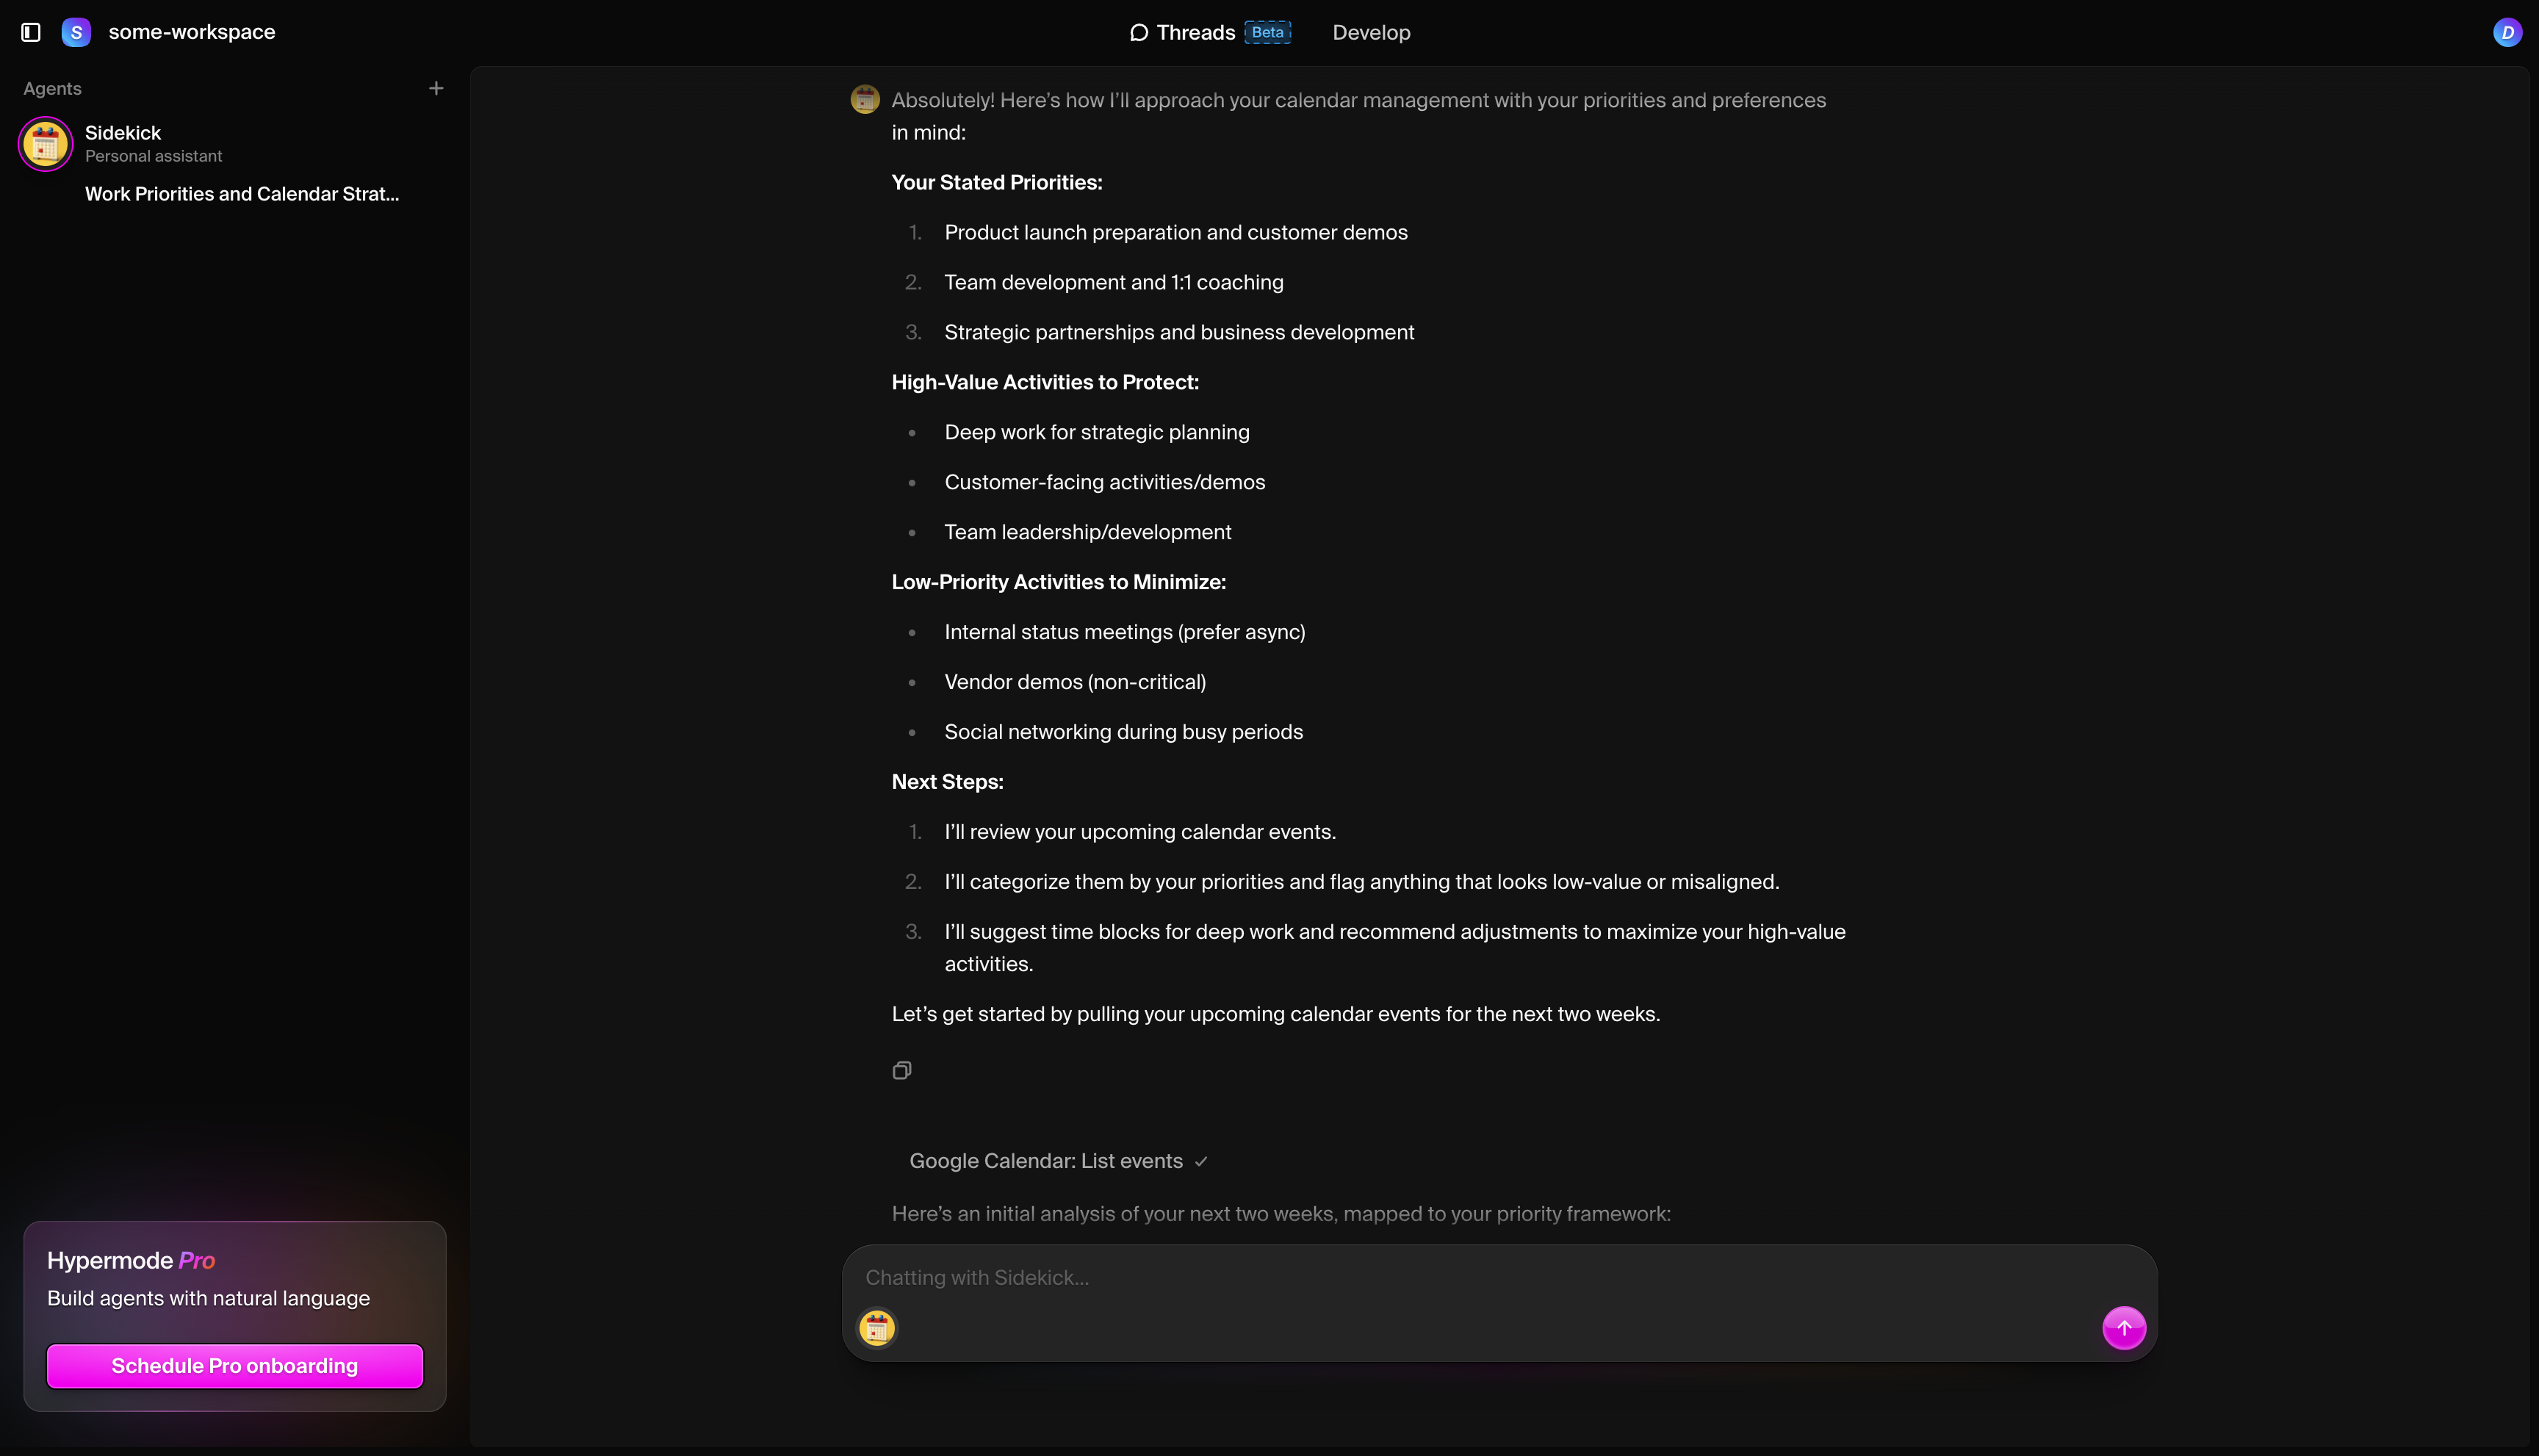 S some-workspace
Threads Beta Develop
D
Agents
Sidekick
Personal assistant
Work Priorities and Calendar Strat...
Absolutely! Here’s how I’ll approach your calendar management with your priorities and preferences
in mind:
Your Stated Priorities:
1. Product launch preparation and customer demos
2. Team development and 1:1 coaching
3. Strategic partnerships and business development
High-Value Activities to Protect:
• Deep work for strategic planning
• Customer-facing activities/demos
• Team leadership/development
Low-Priority Activities to Minimize:
• Internal status meetings (prefer async)
• Vendor demos (non-critical)
• Social networking during busy periods
Next Steps:
1. I’ll review your upcoming calendar events.
2. I’ll categorize them by your priorities and flag anything that looks low-value or misaligned.
3. I’ll suggest time blocks for deep work and recommend adjustments to maximize your high-value
activities.
Let’s get started by pulling your upcoming calendar events for the next two weeks.
Google Calendar: List events
Here’s an initial analysis of your next two weeks, mapped to your priority framework:
Chatting with Sidekick...
Hypermode Pro
Build agents with natural language
Schedule Pro onboarding